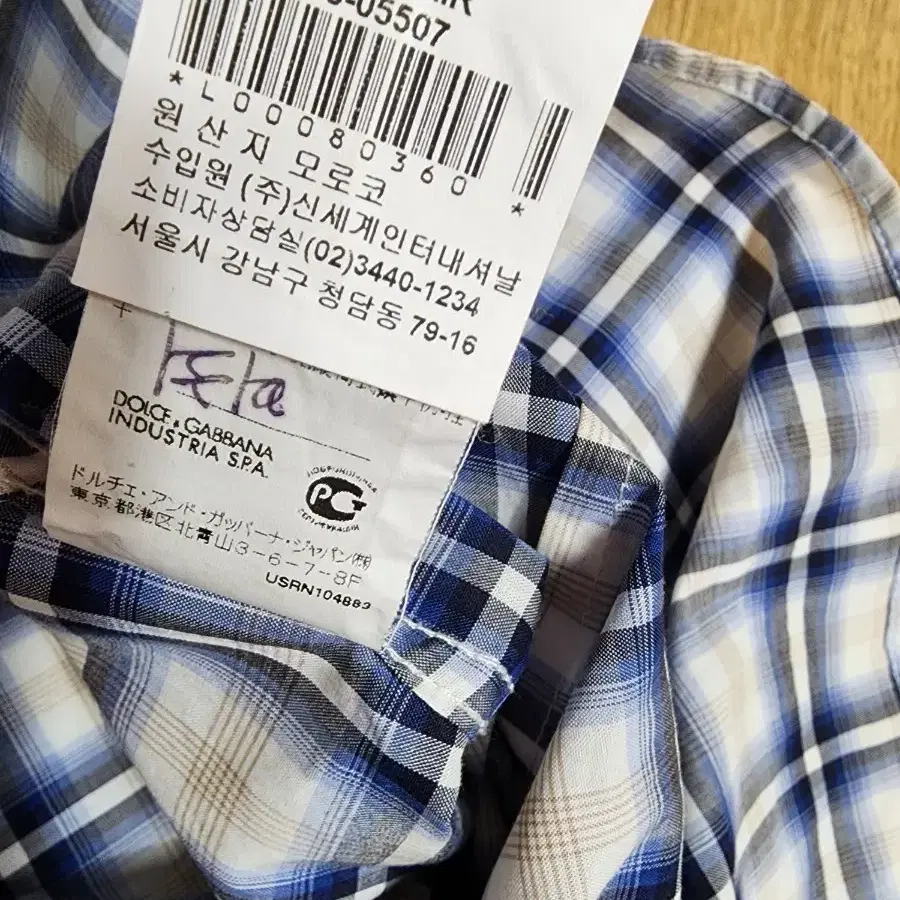 -05507
*L0080360*
원 산 지 모로코
수입원 (주)신세계인터내셔날
소비자상담실(02)3440-1234
서울시 강남구 청담동 79-16
DOLCE & GABBANA
INDUSTRIA S.P.A.
ドルチェ・アンド・ガッバーナ・ジャパン(株)
東京都港区北青山3-6-7-8F
USRN104883